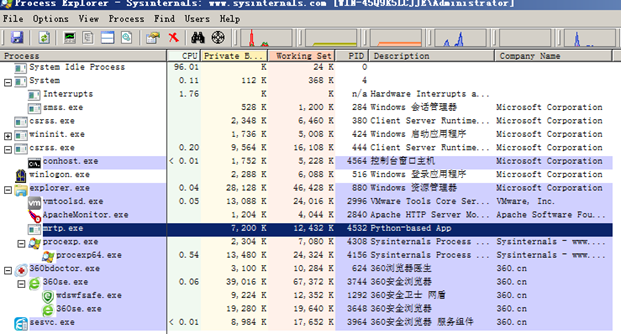 Process Explorer - Sysinternals: www.sysinternals.com [WIN-45Q9K5LCJJE\Administrator]
File Options View Process Find Users Help
Process CPU Private B... Working Set PID Description Company Name
System Idle Process 96.01 K 24 K 0
System 0.11 112 K 368 K 4
Interrupts 1.76 K K n/a Hardware Interrupts a...
smss.exe 528 K 1,200 K 284 Windows 会话管理器 Microsoft Corporation
csrss.exe 2,348 K 6,460 K 380 Client Server Runtime... Microsoft Corporation
wininit.exe 1,736 K 5,008 K 424 Windows 启动应用程序 Microsoft Corporation
csrss.exe 0.20 9,564 K 16,108 K 444 Client Server Runtime... Microsoft Corporation
conhost.exe < 0.01 1,752 K 5,228 K 4564 控制台窗口主机 Microsoft Corporation
winlogon.exe 2,288 K 6,088 K 516 Windows 登录应用程序 Microsoft Corporation
explorer.exe 0.04 28,128 K 46,428 K 880 Windows 资源管理器 Microsoft Corporation
vmtoolsd.exe 0.05 13,088 K 24,016 K 2996 VMware Tools Core Ser... VMware, Inc.
ApacheMonitor.exe 1,204 K 4,044 K 2840 Apache HTTP Server Mo... Apache Software Fou...
mrtp.exe 7,200 K 12,432 K 4532 Python-based App
procexp.exe 2,304 K 7,080 K 4308 Sysinternals Process ... Sysinternals - www....
procexp64.exe 0.54 13,480 K 24,324 K 4156 Sysinternals Process ... Sysinternals - www....
360bdoctor.exe 3,100 K 10,284 K 624 360浏览器医生 360.cn
360se.exe 0.06 39,016 K 67,372 K 3744 360安全浏览器 360.cn
wdswfsafe.exe 9,224 K 12,352 K 1292 360安全卫士 网盾 360.cn
360se.exe 19,280 K 19,640 K 3648 360安全浏览器 360.cn
sesvc.exe < 0.01 8,984 K 17,652 K 3964 360安全浏览器 服务组件 360.cn